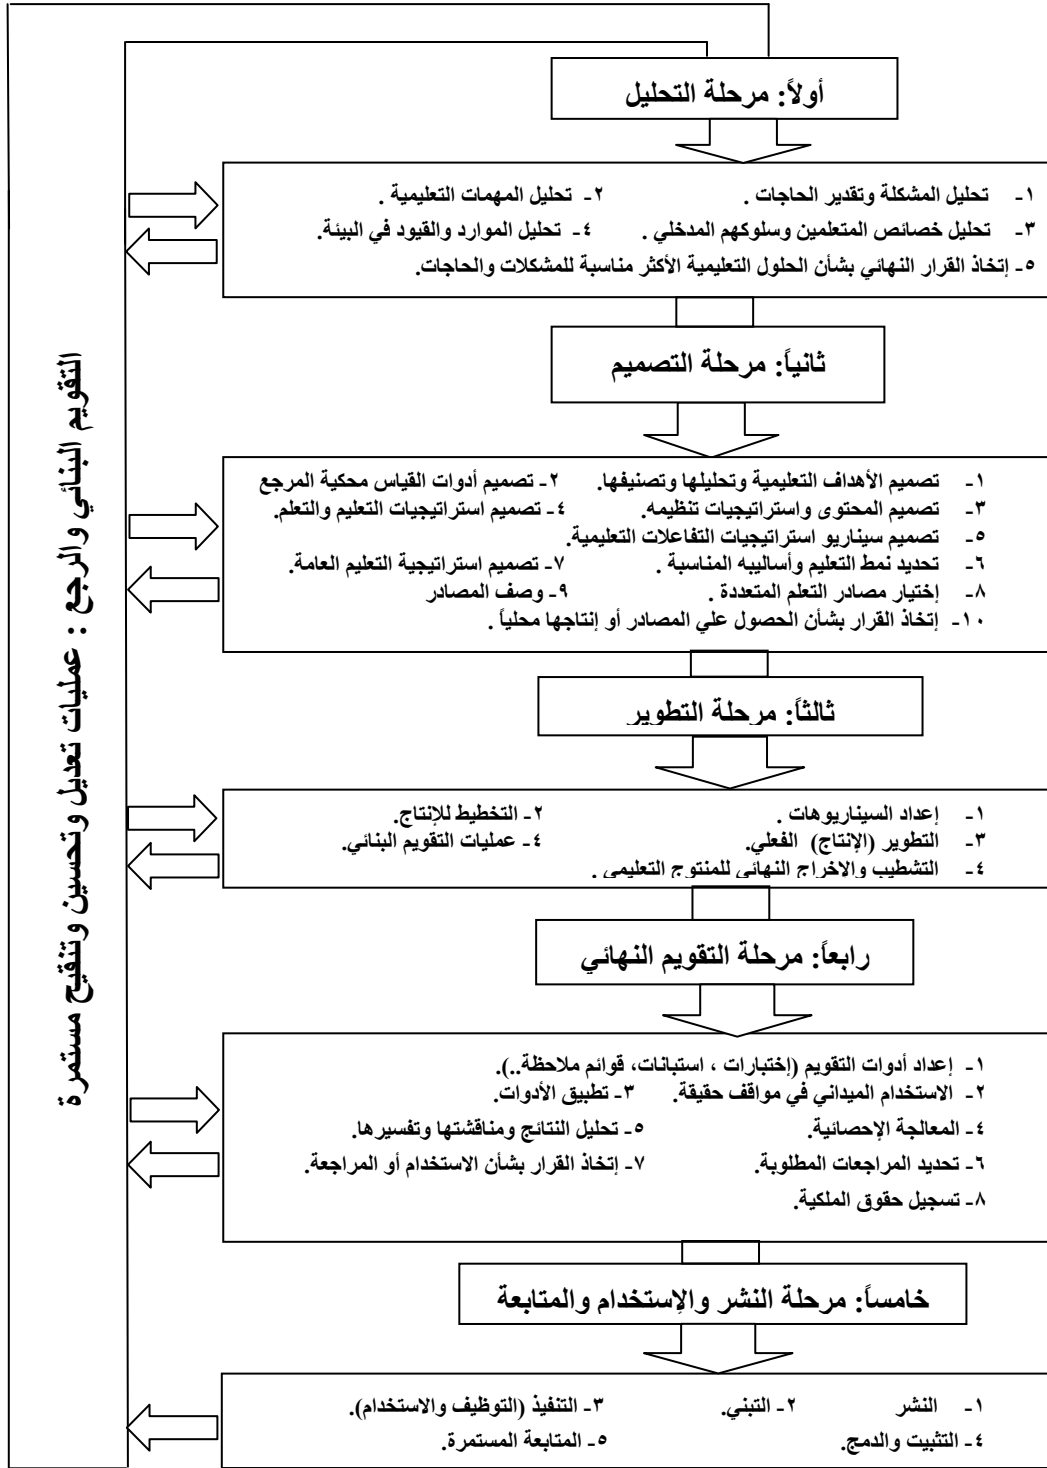 أولاً: مرحلة التحليل
١- تحليل المشكلة وتقدير الحاجات . ٢- تحليل المهمات التعليمية .
٣- تحليل خصائص المتعلمين وسلوكهم المدخلي . ٤- تحليل الموارد والقيود في البيئة.
٥- إتخاذ القرار النهائي بشأن الحلول التعليمية الأكثر مناسبة للمشكلات والحاجات.
ثانياً: مرحلة التصميم
١- تصميم الأهداف التعليمية وتحليلها وتصنيفها. ٢- تصميم أدوات القياس محكية المرجع
٣- تصميم المحتوى واستراتيجيات تنظيمه. ٤- تصميم استراتيجيات التعليم والتعلم.
٥- تصميم سيناريو استراتيجيات التفاعلات التعليمية.
٦- تحديد نمط التعليم وأساليبه المناسبة . ٧- تصميم استراتيجية التعليم العامة.
٨- إختيار مصادر التعلم المتعددة . ٩- وصف المصادر
١٠- إتخاذ القرار بشأن الحصول علي المصادر أو إنتاجها محلياً .
ثالثاً: مرحلة التطوير
١- إعداد السيناريوهات . ٢- التخطيط للإنتاج.
٣- التطوير (الإنتاج) الفعلي. ٤- عمليات التقويم البنائي.
٤- التشطيب والاخراج النهائي للمنتوج التعليمي .
رابعاً: مرحلة التقويم النهائي
١- إعداد أدوات التقويم (إختبارات ، استبانات، قوائم ملاحظة..).
٢- الاستخدام الميداني في مواقف حقيقة. ٣- تطبيق الأدوات.
٤- المعالجة الإحصائية. ٥- تحليل النتائج ومناقشتها وتفسيرها.
٦- تحديد المراجعات المطلوبة. ٧- إتخاذ القرار بشأن الاستخدام أو المراجعة.
٨- تسجيل حقوق الملكية.
خامساً: مرحلة النشر والإستخدام والمتابعة
١- النشر ٢- التبني. ٣- التنفيذ (التوظيف والاستخدام).
٤- التثبيت والدمج. ٥- المتابعة المستمرة.
التقويم البنائي والرجع : عمليات تعديل وتحسين وتنقيح مستمرة